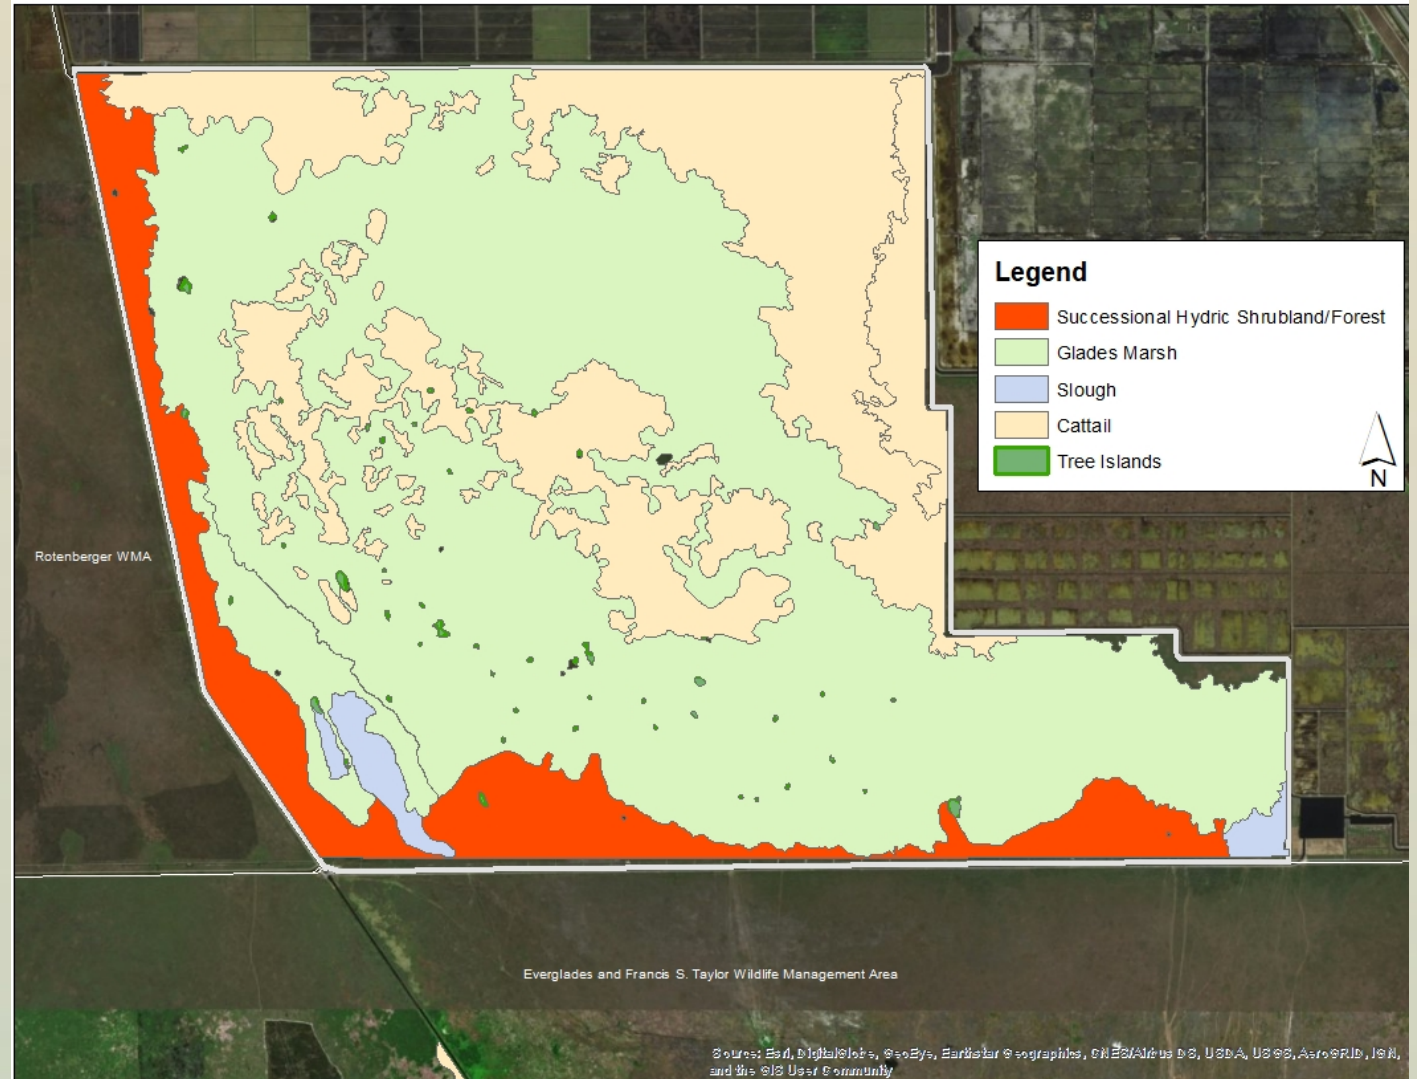 Legend
Successional Hydric Shrubland/Forest
Glades Marsh
Slough
Cattail
Tree Islands
N
Rotenberger WMA
Everglades and Francis S. Taylor Wildlife Management Area
Source: Esri, DigitalGlobe, GeoEye, Earthstar Geographics, CNES/Airbus DS, USDA, USGS, AeroGRID, IGN,
and the GIS User Community